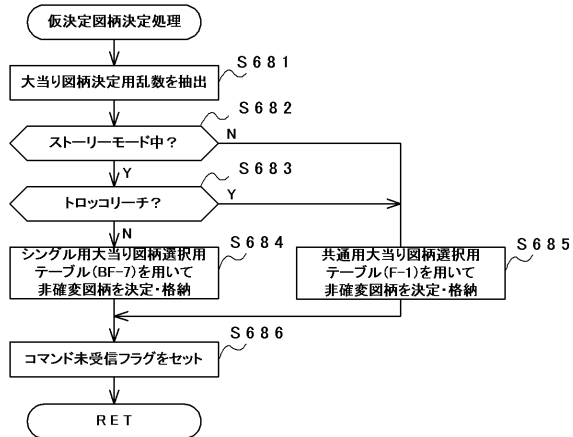 仮決定図柄決定処理
S681
大当り図柄決定用乱数を抽出
S682
ストーリーモード中?
N
Y
S683
トロッコリーチ?
Y
N
S684
シングル用大当り図柄選択用
テーブル(BF-7)を用いて
非確変図柄を決定・格納
S685
共通用大当り図柄選択用
テーブル(F-1)を用いて
非確変図柄を決定・格納
S686
コマンド未受信フラグをセット
RET